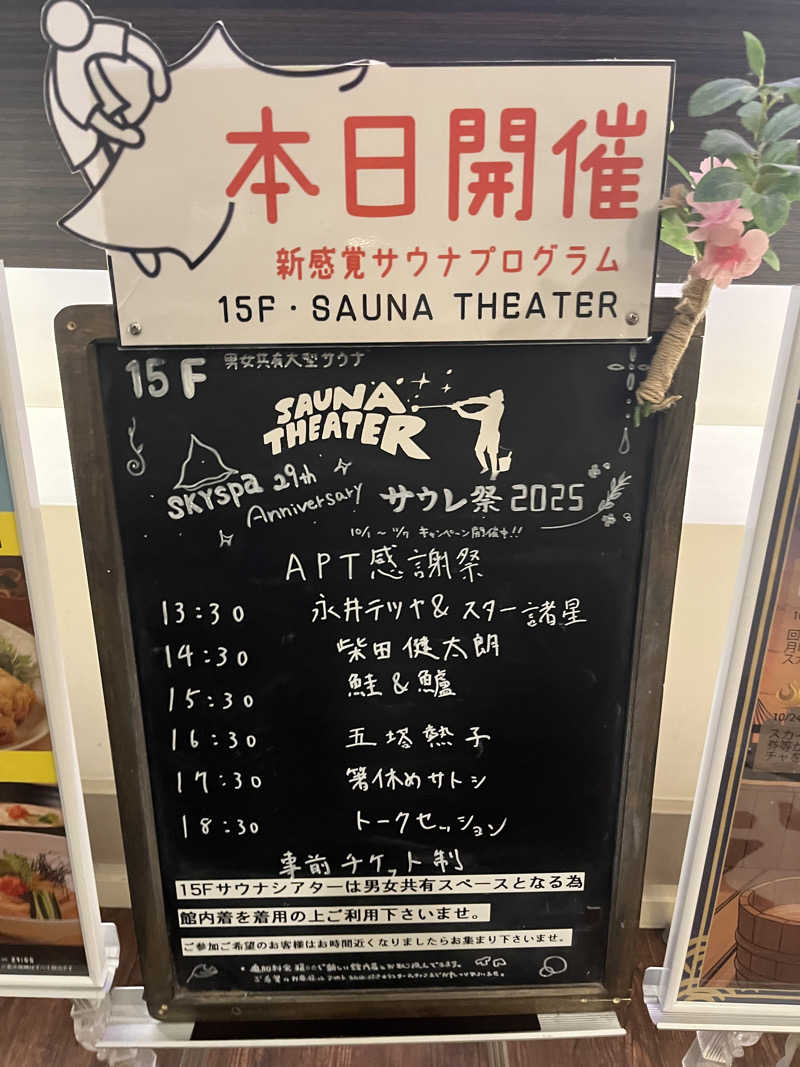 本日開催
新感覚サウナプログラム
15F・SAUNA THEATER
15F 男女共有大型サウナ
SAUNA
THEATER
SKYSpa 29th
Anniversary
サウレ祭 2025
10/1 ～ 11/7 キャンペーン開催中!!
APT感謝祭
13:30 永井テツヤ& スター諸星
14:30 柴田健太朗
15:30 鮭&鱸
16:30 五塔熱子
17:30 箸休めサトシ
18:30 トークセッション
事前チケット制
15Fサウナシアターは男女共有スペースとなる為
館内着を着用の上ご利用下さいませ。
ご参加ご希望のお客様はお時間近くなりましたらお集まり下さいませ。